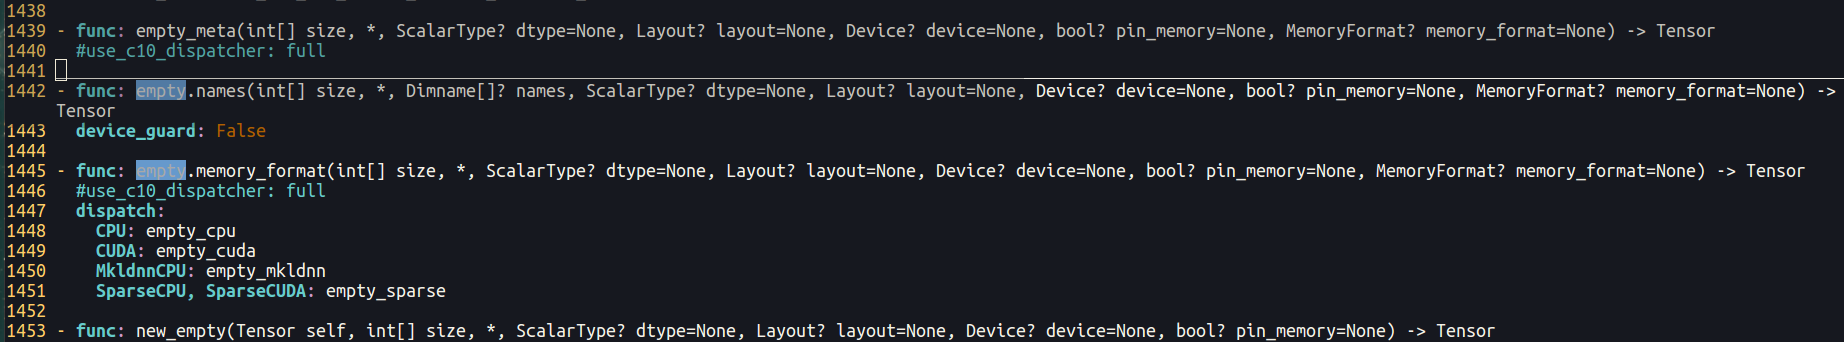 1438
1439 - func: empty_meta(int[] size, *, ScalarType? dtype=None, Layout? layout=None, Device? device=None, bool? pin_memory=None, MemoryFormat? memory_format=None) -> Tensor
1440   #use_c10_dispatcher: full
1441
1442 - func: empty.names(int[] size, *, Dimname[]? names, ScalarType? dtype=None, Layout? layout=None, Device? device=None, bool? pin_memory=None, MemoryFormat? memory_format=None) ->
Tensor
1443   device_guard: False
1444
1445 - func: empty.memory_format(int[] size, *, ScalarType? dtype=None, Layout? layout=None, Device? device=None, bool? pin_memory=None, MemoryFormat? memory_format=None) -> Tensor
1446   #use_c10_dispatcher: full
1447   dispatch:
1448     CPU: empty_cpu
1449     CUDA: empty_cuda
1450     MkldnnCPU: empty_mkldnn
1451     SparseCPU, SparseCUDA: empty_sparse
1452
1453 - func: new_empty(Tensor self, int[] size, *, ScalarType? dtype=None, Layout? layout=None, Device? device=None, bool? pin_memory=None) -> Tensor